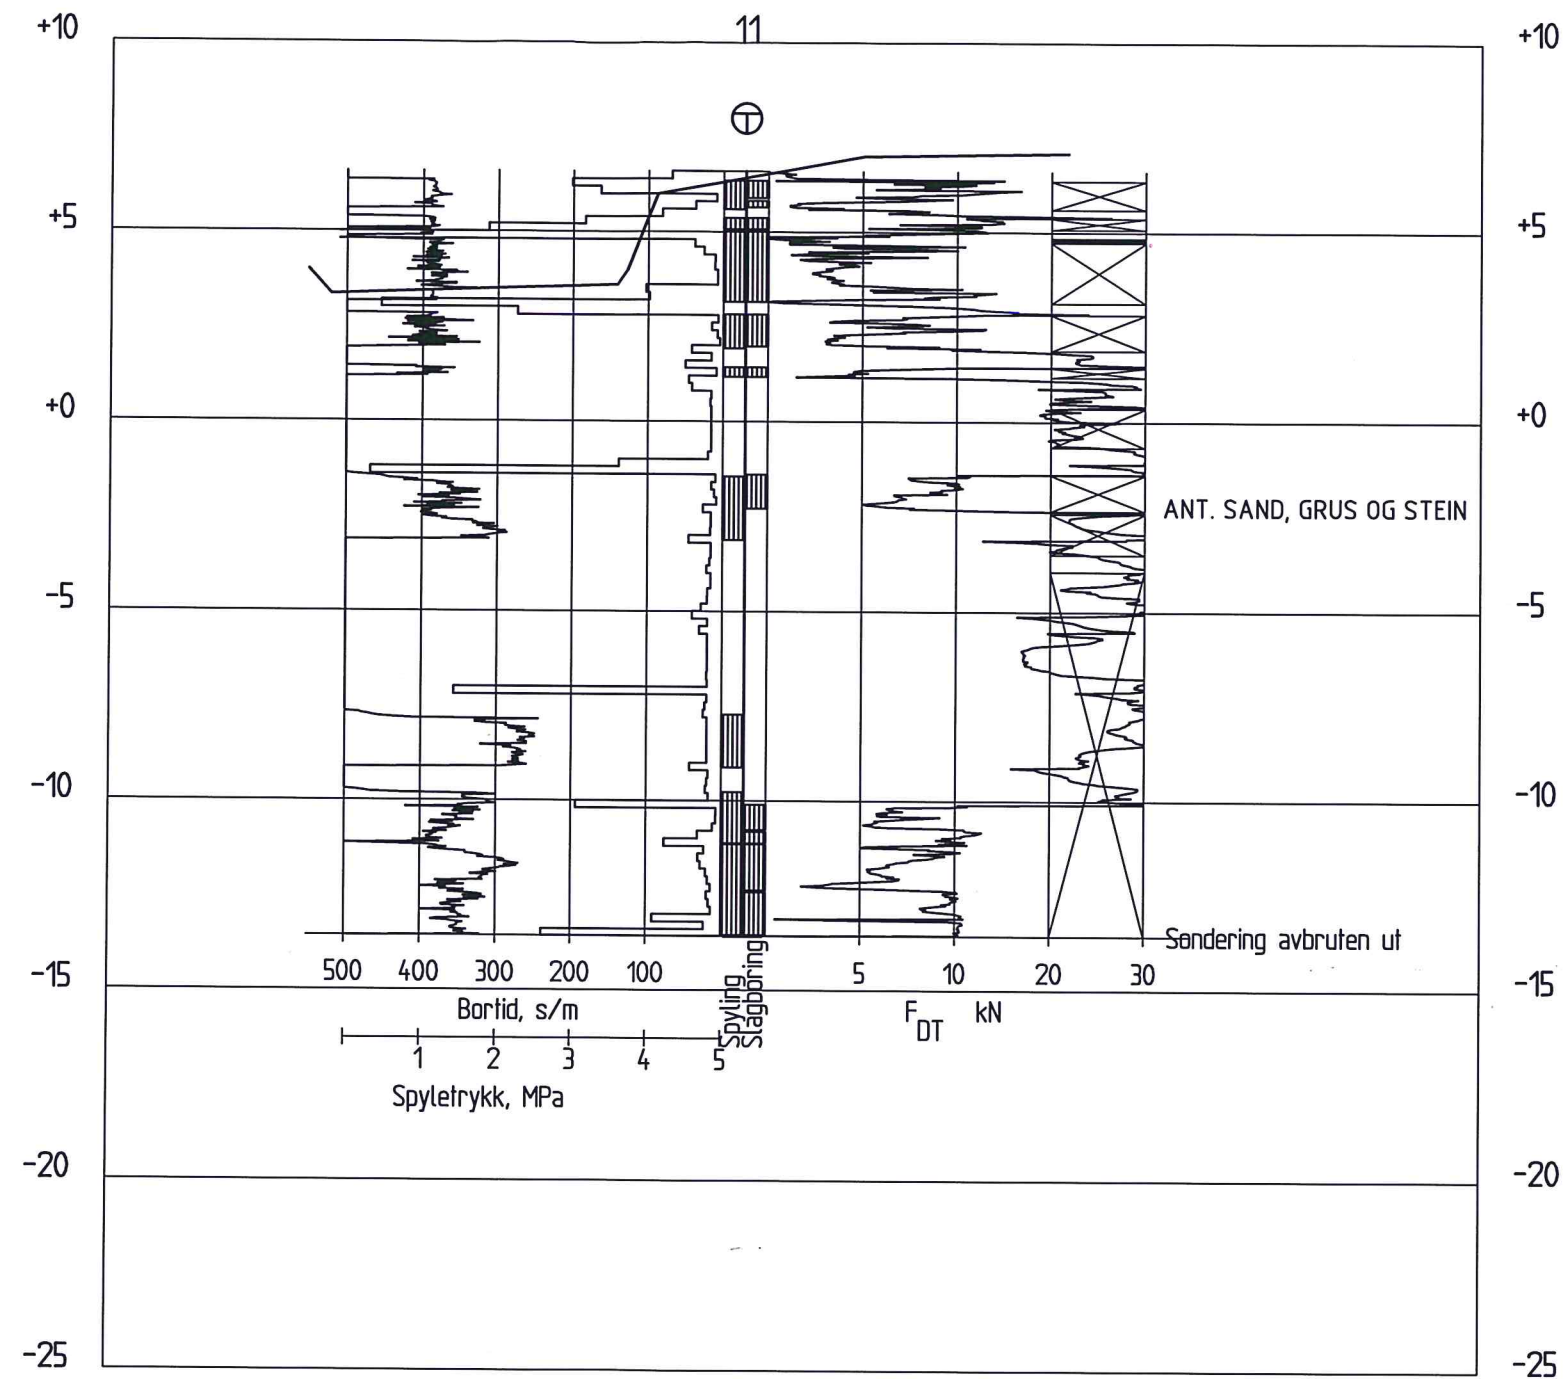 11
+10 +10
+5 +5
+0 +0
ANT. SAND, GRUS OG STEIN
-5 -5
-10 -10
Søndering avbruten ut
-15 -15
500 400 300 200 100 5 10 20 30
Bortid, s/m
Spyling
Slagboring
F DT kN
1 2 3 4 5
Spyletrykk, MPa
-20 -20
-25 -25